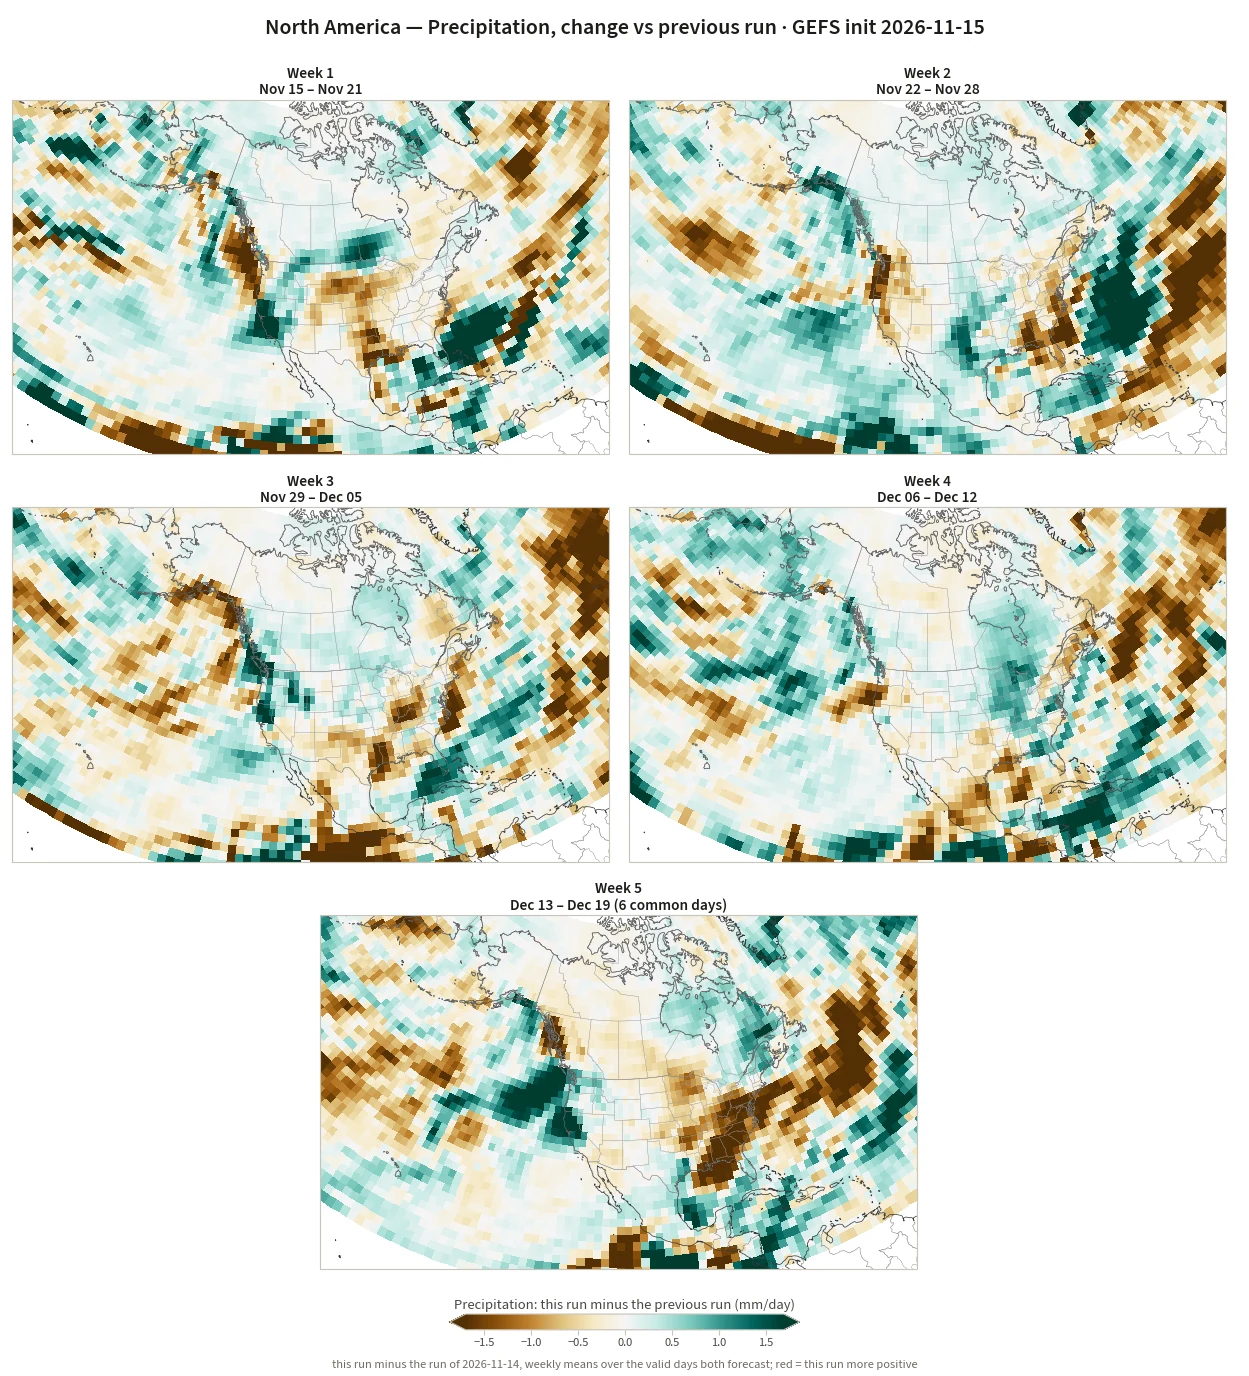 North America — Precipitation, change vs previous run · GEFS init 2026-11-15
Week 1
Nov 15 – Nov 21
Week 2
Nov 22 – Nov 28
Week 3
Nov 29 – Dec 05
Week 4
Dec 06 – Dec 12
Week 5
Dec 13 – Dec 19 (6 common days)
Precipitation: this run minus the previous run (mm/day)
−1.5 −1.0 −0.5 0.0 0.5 1.0 1.5
this run minus the run of 2026-11-14, weekly means over the valid days both forecast; red = this run more positive